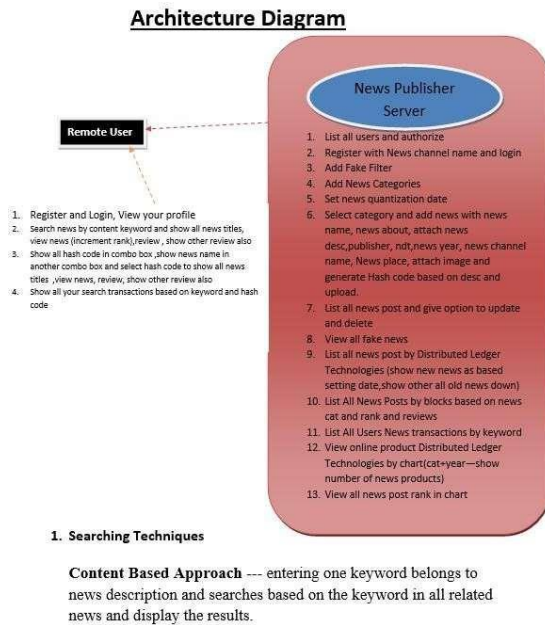 Architecture Diagram
News Publisher
Server
Remote User
1. List all users and authorize
2. Register with News channel name and login
3. Add Fake Filter
4. Add News Categories
5. Set news quantization date
6. Select category and add news with news
name, news about, attach news
desc,publisher, ndt,news year, news channel
name, News place, attach image and
generate Hash code based on desc and
upload.
7. List all news post and give option to update
and delete
8. View all fake news
9. List all news post by Distributed Ledger
Technologies (show new news as based
setting date,show other all old news down)
10. List All News Posts by blocks based on news
cat and rank and reviews
11. List All Users News transactions by keyword
12. View online product Distributed Ledger
Technologies by chart(cat+year—show
number of news products)
13. View all news post rank in chart
1. Register and Login, View your profile
2. Search news by content keyword and show all news titles,
view news (increment rank),review , show other review also
3. Show all hash code in combo box ,show news name in
another combo box and select hash code to show all news
titles ,view news, review, show other review also
4. Show all your search transactions based on keyword and hash
code
1. Searching Techniques
Content Based Approach --- entering one keyword belongs to
news description and searches based on the keyword in all related
news and display the results.